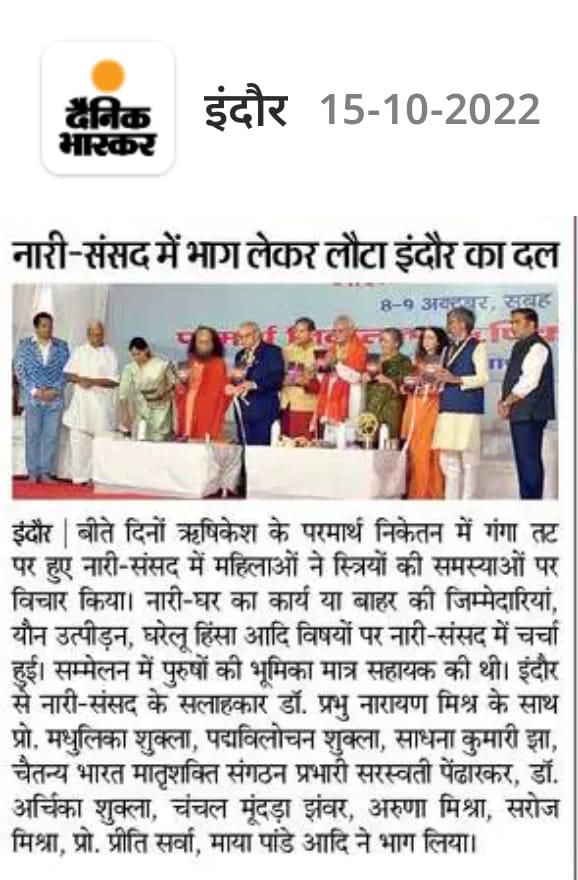 दैनिक
भास्कर
इंदौर 15-10-2022
नारी-संसद में भाग लेकर लौटा इंदौर का दल
8-9 अक्टूबर, सुबह
इंदौर | बीते दिनों ऋषिकेश के परमार्थ निकेतन में गंगा तट
पर हुए नारी-संसद में महिलाओं ने स्त्रियों की समस्याओं पर
विचार किया। नारी-घर का कार्य या बाहर की जिम्मेदारियां,
यौन उत्पीड़न, घरेलू हिंसा आदि विषयों पर नारी-संसद में चर्चा
हुई। सम्मेलन में पुरुषों की भूमिका मात्र सहायक की थी। इंदौर
से नारी-संसद के सलाहकार डॉ. प्रभु नारायण मिश्र के साथ
प्रो. मधुलिका शुक्ला, पद्मविलोचन शुक्ला, साधना कुमारी झा,
चैतन्य भारत मातृशक्ति संगठन प्रभारी सरस्वती पेंढारकर, डॉ.
अर्चिका शुक्ला, चंचल मूंदड़ा झंवर, अरुणा मिश्रा, सरोज
मिश्रा, प्रो. प्रीति सर्वा, माया पांडे आदि ने भाग लिया।